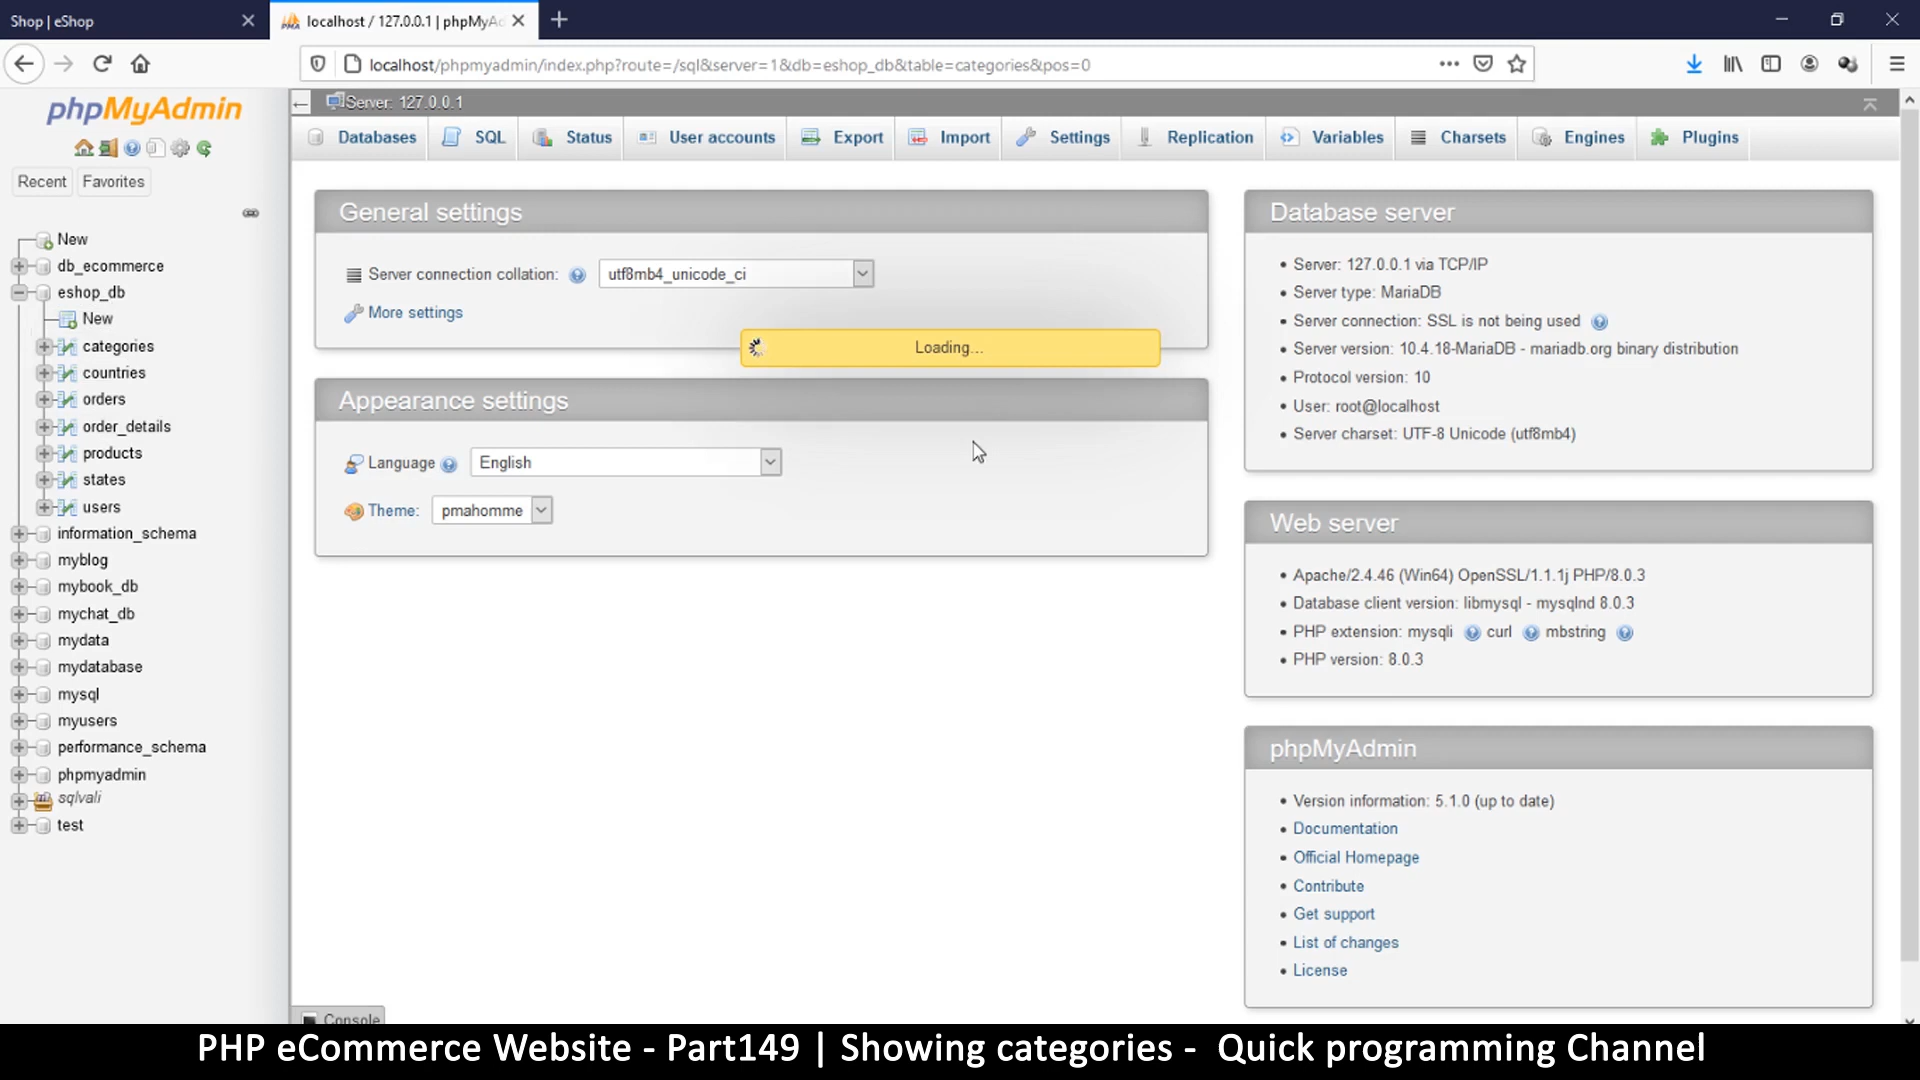 Shop | eShop
localhost / 127.0.0.1 | phpMyAd
localhost/phpmyadmin/index.php?route=/sql&server=1&db=eshop_db&table=categories&pos=0
phpMyAdmin
Recent
Favorites
New
db_ecommerce
eshop_db
New
categories
countries
orders
order_details
products
states
users
information_schema
myblog
mybook_db
mychat_db
mydata
mydatabase
mysql
myusers
performance_schema
phpmyadmin
sqlvali
test
Server: 127.0.0.1
Databases SQL Status User accounts Export Import Settings Replication Variables Charsets Engines Plugins
General settings
Server connection collation: utf8mb4_unicode_ci
More settings
Loading...
Appearance settings
Language English
Theme: pmahomme
Database server
• Server: 127.0.0.1 via TCP/IP
• Server type: MariaDB
• Server connection: SSL is not being used
• Server version: 10.4.18-MariaDB - mariadb.org binary distribution
• Protocol version: 10
• User: root@localhost
• Server charset: UTF-8 Unicode (utf8mb4)
Web server
• Apache/2.4.46 (Win64) OpenSSL/1.1.1j PHP/8.0.3
• Database client version: libmysql - mysqlnd 8.0.3
• PHP extension: mysqli curl mbstring
• PHP version: 8.0.3
phpMyAdmin
• Version information: 5.1.0 (up to date)
• Documentation
• Official Homepage
• Contribute
• Get support
• List of changes
• License
Console
PHP eCommerce Website - Part149 | Showing categories - Quick programming Channel